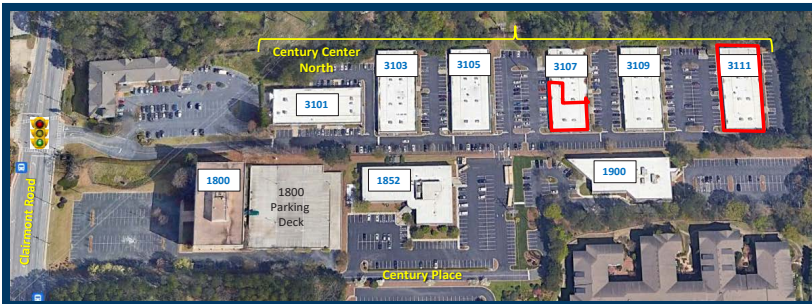 Century Center
North
3101
3103
3105
3107
3109
3111
1800
1800
Parking
Deck
1852
1900
Clairmont Road
Century Place